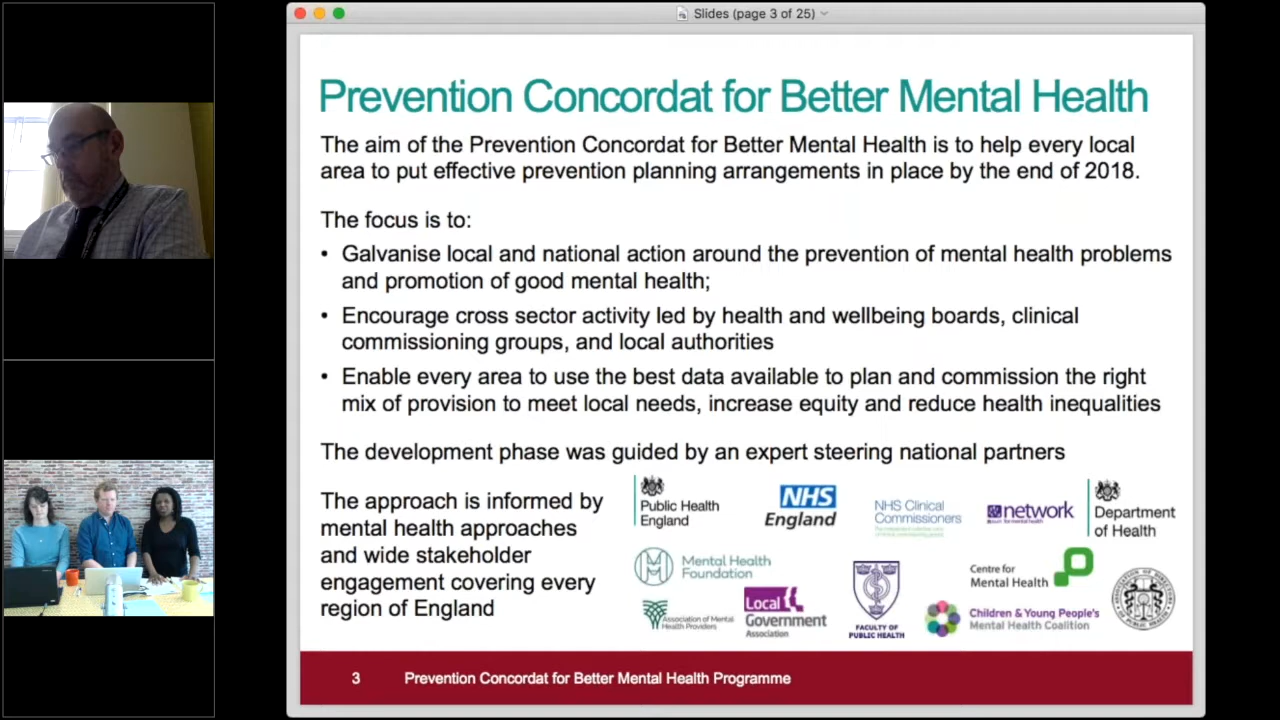 Slides (page 3 of 25)
Prevention Concordat for Better Mental Health
The aim of the Prevention Concordat for Better Mental Health is to help every local
area to put effective prevention planning arrangements in place by the end of 2018.
The focus is to:
• Galvanise local and national action around the prevention of mental health problems
and promotion of good mental health;
• Encourage cross sector activity led by health and wellbeing boards, clinical
commissioning groups, and local authorities
• Enable every area to use the best data available to plan and commission the right
mix of provision to meet local needs, increase equity and reduce health inequalities
The development phase was guided by an expert steering national partners
The approach is informed by
mental health approaches
and wide stakeholder
engagement covering every
region of England
Public Health
England
NHS
England
NHS Clinical
Commissioners
network
Department
of Health
Mental Health
Foundation
Centre for
Mental Health
Association of Mental
Health Providers
Local
Government
Association
FACULTY OF
PUBLIC HEALTH
Children & Young People's
Mental Health Coalition
3 Prevention Concordat for Better Mental Health Programme